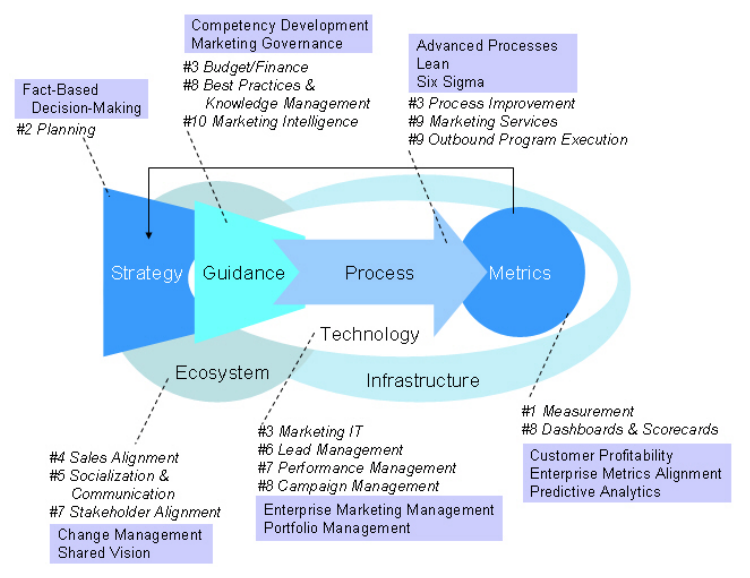 Competency Development
Marketing Governance
#3 Budget/Finance
#8 Best Practices &
Knowledge Management
#10 Marketing Intelligence
Advanced Processes
Lean
Six Sigma
#3 Process Improvement
#9 Marketing Services
#9 Outbound Program Execution
Fact-Based
Decision-Making
#2 Planning
Strategy
Guidance
Process
Metrics
Technology
Ecosystem
Infrastructure
#4 Sales Alignment
#5 Socialization &
Communication
#7 Stakeholder Alignment
Change Management
Shared Vision
#3 Marketing IT
#6 Lead Management
#7 Performance Management
#8 Campaign Management
Enterprise Marketing Management
Portfolio Management
#1 Measurement
#8 Dashboards & Scorecards
Customer Profitability
Enterprise Metrics Alignment
Predictive Analytics